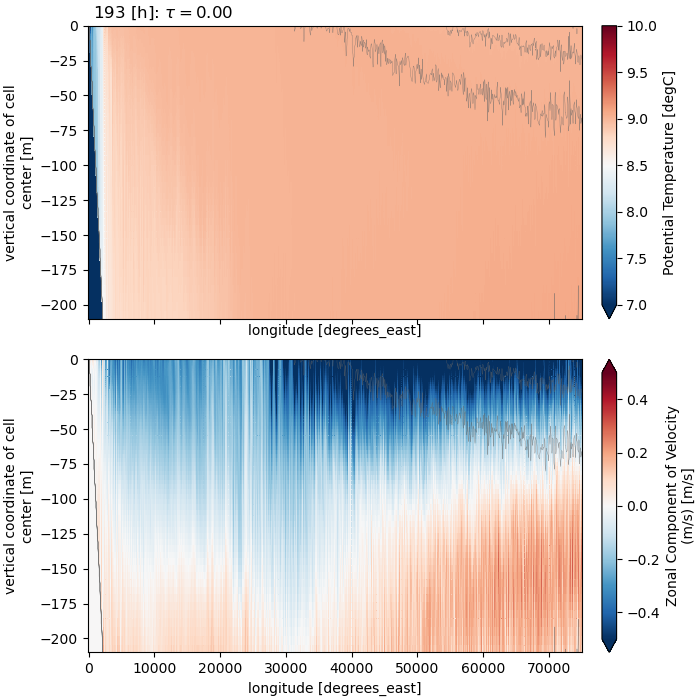 193 [h]: τ = 0.00
0
−25
−50
−75
−100
−125
−150
−175
−200
vertical coordinate of cell
center [m]
longitude [degrees_east]
10.0
9.5
9.0
8.5
8.0
7.5
7.0
Potential Temperature [degC]
0
−25
−50
−75
−100
−125
−150
−175
−200
vertical coordinate of cell
center [m]
0 10000 20000 30000 40000 50000 60000 70000
longitude [degrees_east]
0.4
0.2
0.0
−0.2
−0.4
Zonal Component of Velocity
(m/s) [m/s]